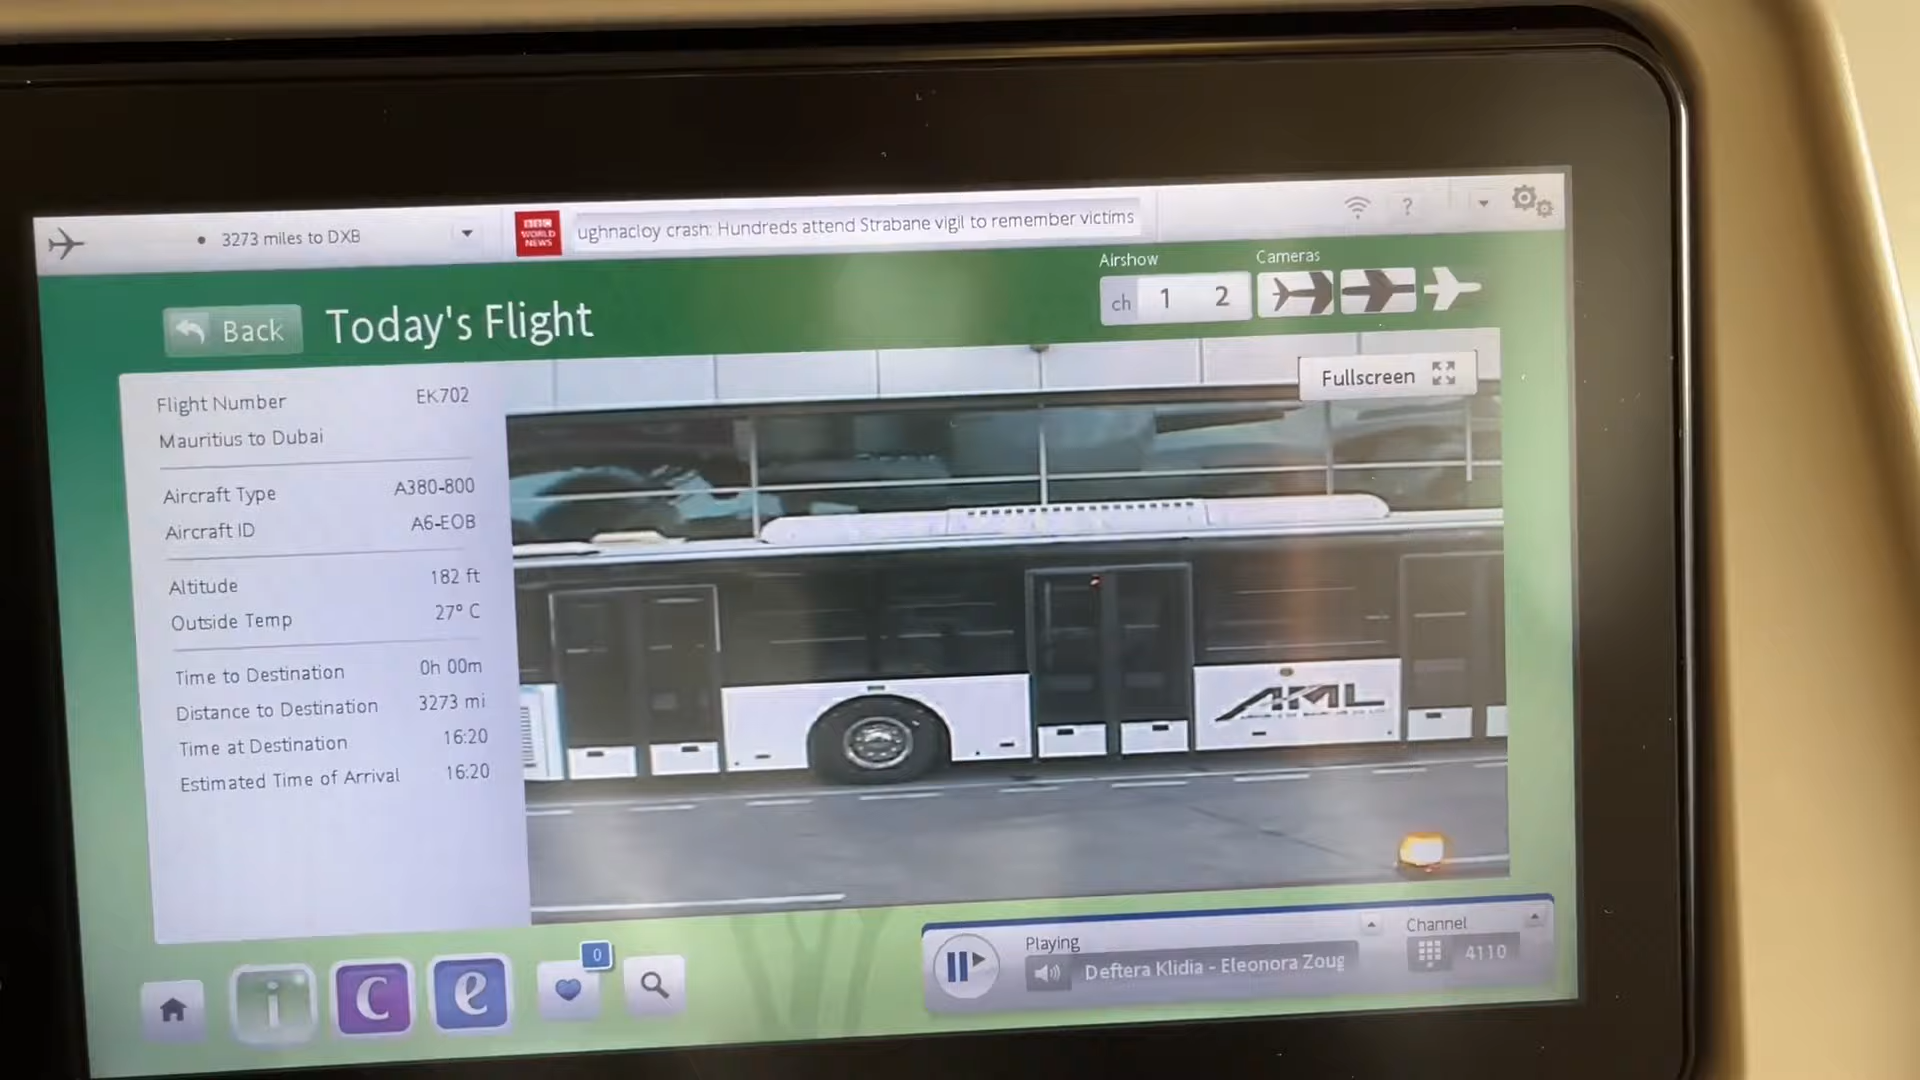 3273 miles to DXB
BBC
WORLD
NEWS
ughnacloy crash: Hundreds attend Strabane vigil to remember victims
?
Airshow
Cameras
ch 1 2
Back
Today's Flight
Fullscreen
Flight Number EK702
Mauritius to Dubai
Aircraft Type A380-800
Aircraft ID A6-EOB
Altitude 182 ft
Outside Temp 27° C
Time to Destination 0h 00m
Distance to Destination 3273 mi
Time at Destination 16:20
Estimated Time of Arrival 16:20
AML
i
c
e
0
Playing
Deftera Klidia - Eleonora Zoug
Channel
4110